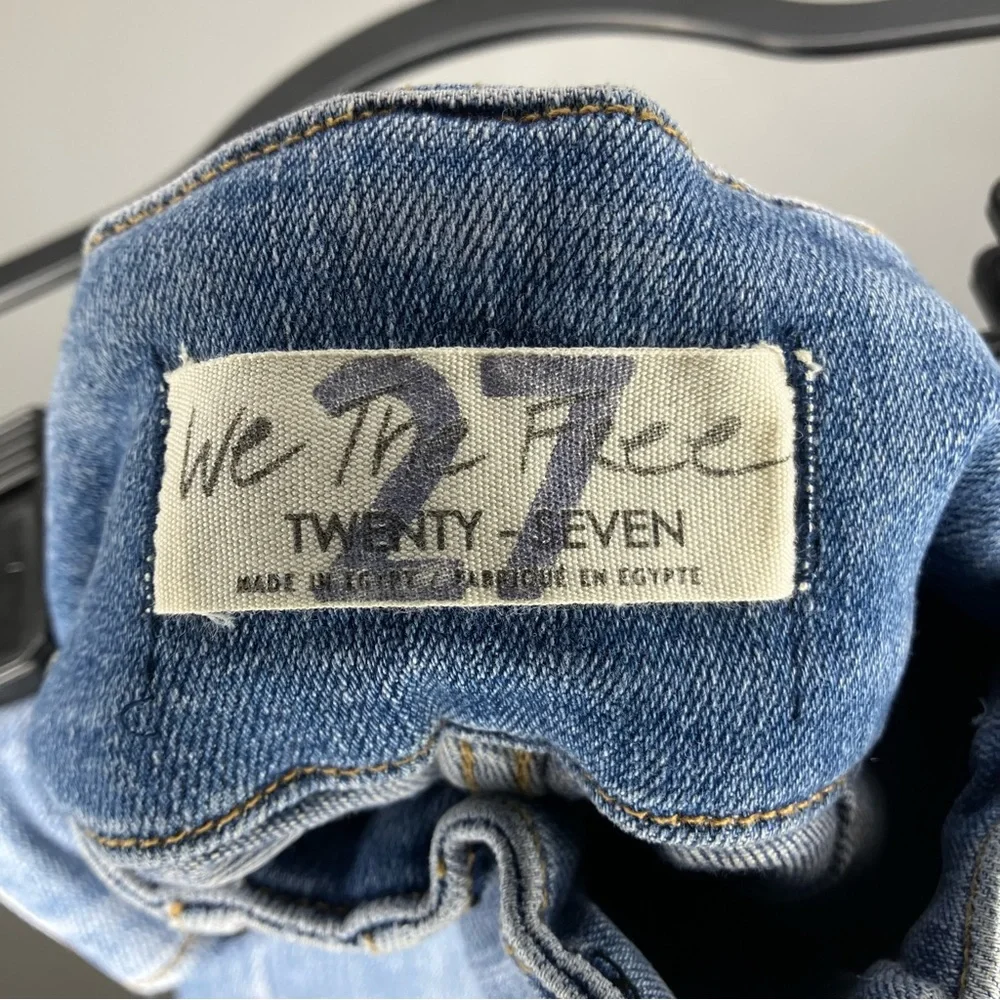 We The Free
27
TWENTY - SEVEN
MADE IN EGYPT / FABRIQUÉ EN EGYPTE